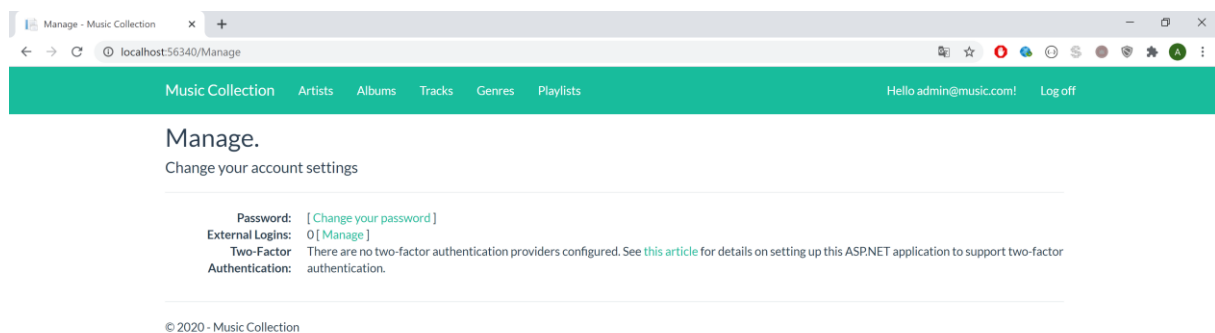 Manage - Music Collection
localhost:56340/Manage
Music Collection Artists Albums Tracks Genres Playlists Hello admin@music.com! Log off
Manage.
Change your account settings
Password: [ Change your password ]
External Logins: 0 [ Manage ]
Two-Factor There are no two-factor authentication providers configured. See this article for details on setting up this ASP.NET application to support two-factor
Authentication: authentication.
© 2020 - Music Collection